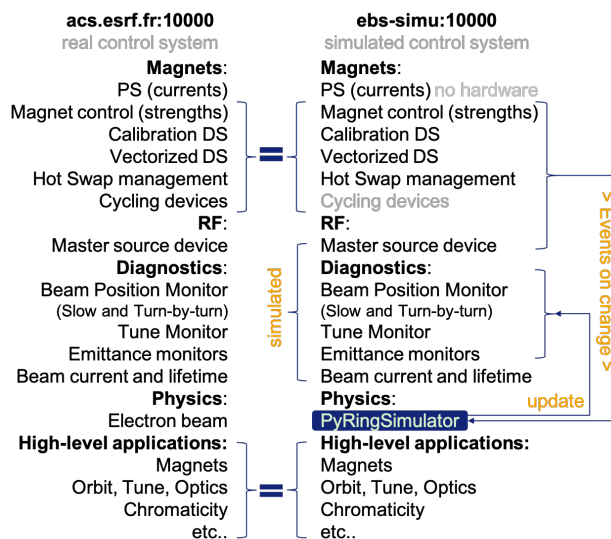 acs.esrf.fr:10000
real control system
Magnets:
PS (currents)
Magnet control (strengths)
Calibration DS
Vectorized DS
Hot Swap management
Cycling devices
RF:
Master source device
Diagnostics:
Beam Position Monitor
(Slow and Turn-by-turn)
Tune Monitor
Emittance monitors
Beam current and lifetime
Physics:
Electron beam
High-level applications:
Magnets
Orbit, Tune, Optics
Chromaticity
etc..
=
simulated
=
ebs-simu:10000
simulated control system
Magnets:
PS (currents) no hardware
Magnet control (strengths)
Calibration DS
Vectorized DS
Hot Swap management
Cycling devices
RF:
Master source device
Diagnostics:
Beam Position Monitor
(Slow and Turn-by-turn)
Tune Monitor
Emittance monitors
Beam current and lifetime
Physics:
PyRingSimulator
High-level applications:
Magnets
Orbit, Tune, Optics
Chromaticity
etc..
update
< Events on change >